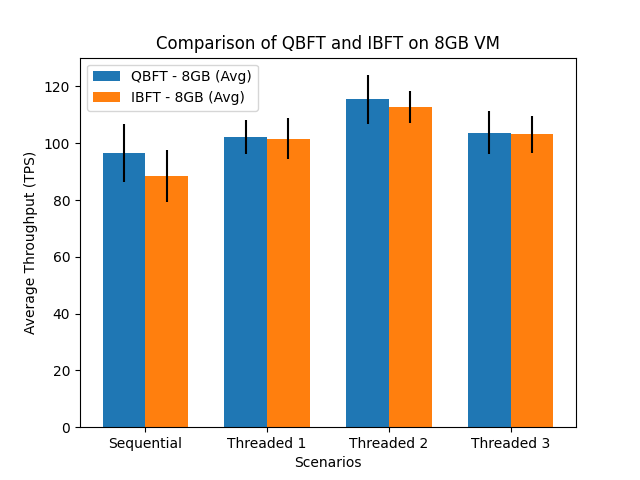 Comparison of QBFT and IBFT on 8GB VM
QBFT - 8GB (Avg)
IBFT - 8GB (Avg)
Average Throughput (TPS)
120
100
80
60
40
20
0
Sequential Threaded 1 Threaded 2 Threaded 3
Scenarios